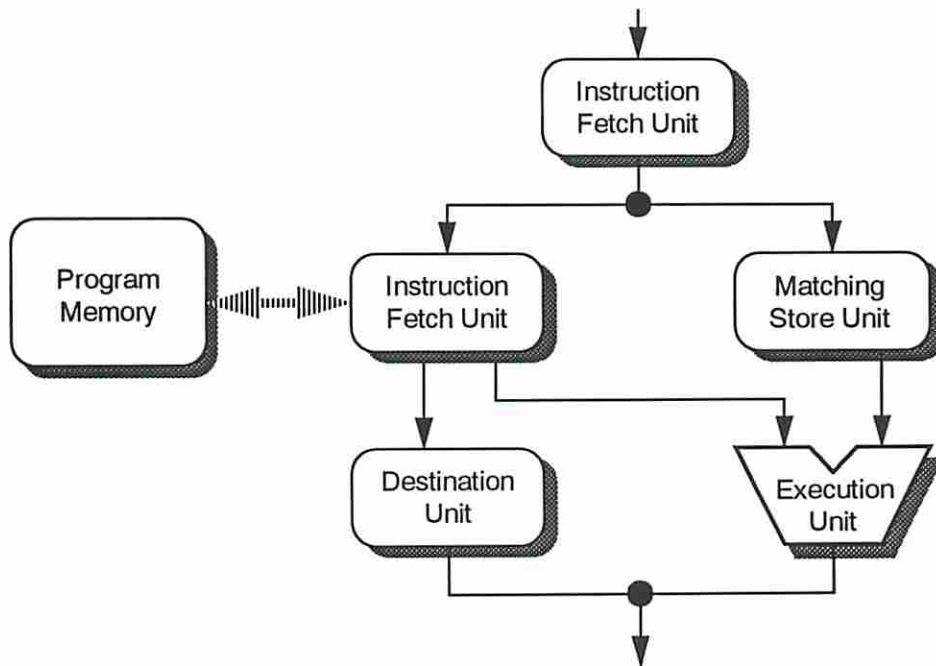 Instruction
Fetch Unit
Program
Memory
Instruction
Fetch Unit
Matching
Store Unit
Destination
Unit
Execution
Unit